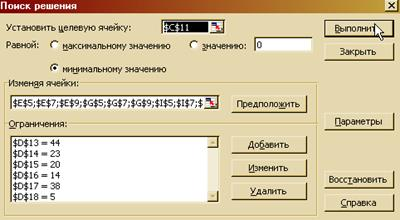 Поиск решения
Установить целевую ячейку: $C$11 Выполнить
Равной: максимальному значению значению: 0 Закрыть
минимальному значению
Изменяя ячейки:
$E$5;$E$7;$E$9;$G$5;$G$7;$G$9;$I$5;$I$7;$ Предположить
Ограничения: Параметры
$D$13 = 44 Добавить
$D$14 = 23
$D$15 = 20 Изменить
$D$16 = 14
$D$17 = 38 Удалить Восстановить
$D$18 = 5 Справка